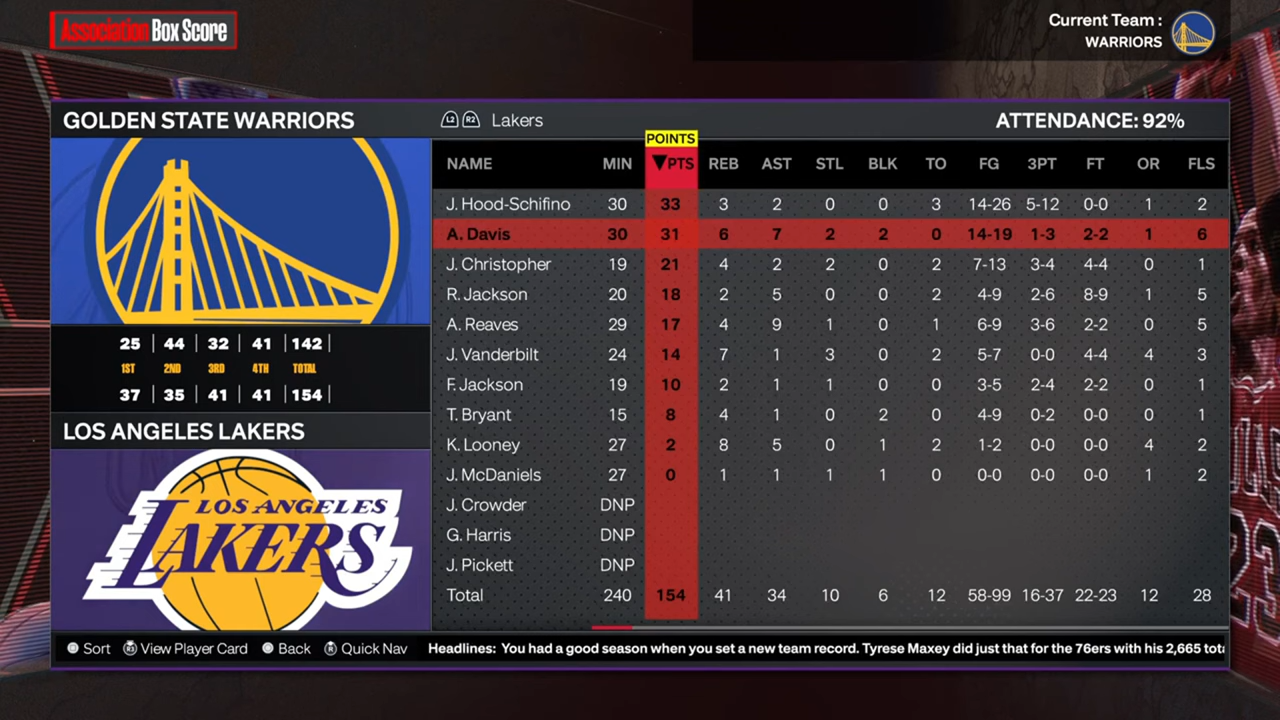 Association Box Score
Current Team :
WARRIORS
GOLDEN STATE WARRIORS
L2 R2 Lakers
ATTENDANCE: 92%
POINTS
NAME MIN ▼PTS REB AST STL BLK TO FG 3PT FT OR FLS
J. Hood-Schifino 30 33 3 2 0 0 3 14-26 5-12 0-0 1 2
A. Davis 30 31 6 7 2 2 0 14-19 1-3 2-2 1 6
J. Christopher 19 21 4 2 2 0 2 7-13 3-4 4-4 0 1
R. Jackson 20 18 2 5 0 0 2 4-9 2-6 8-9 1 5
A. Reaves 29 17 4 9 1 0 1 6-9 3-6 2-2 0 5
J. Vanderbilt 24 14 7 1 3 0 2 5-7 0-0 4-4 4 3
F. Jackson 19 10 2 1 1 0 0 3-5 2-4 2-2 0 1
T. Bryant 15 8 4 1 0 2 0 4-9 0-2 0-0 0 1
K. Looney 27 2 8 5 0 1 2 1-2 0-0 0-0 4 2
J. McDaniels 27 0 1 1 1 1 0 0-0 0-0 0-0 1 2
J. Crowder DNP
G. Harris DNP
J. Pickett DNP
Total 240 154 41 34 10 6 12 58-99 16-37 22-23 12 28
25 44 32 41 142
1ST 2ND 3RD 4TH TOTAL
37 35 41 41 154
LOS ANGELES LAKERS
LOS ANGELES
LAKERS
Sort View Player Card Back Quick Nav
Headlines: You had a good season when you set a new team record. Tyrese Maxey did just that for the 76ers with his 2,665 tot
23